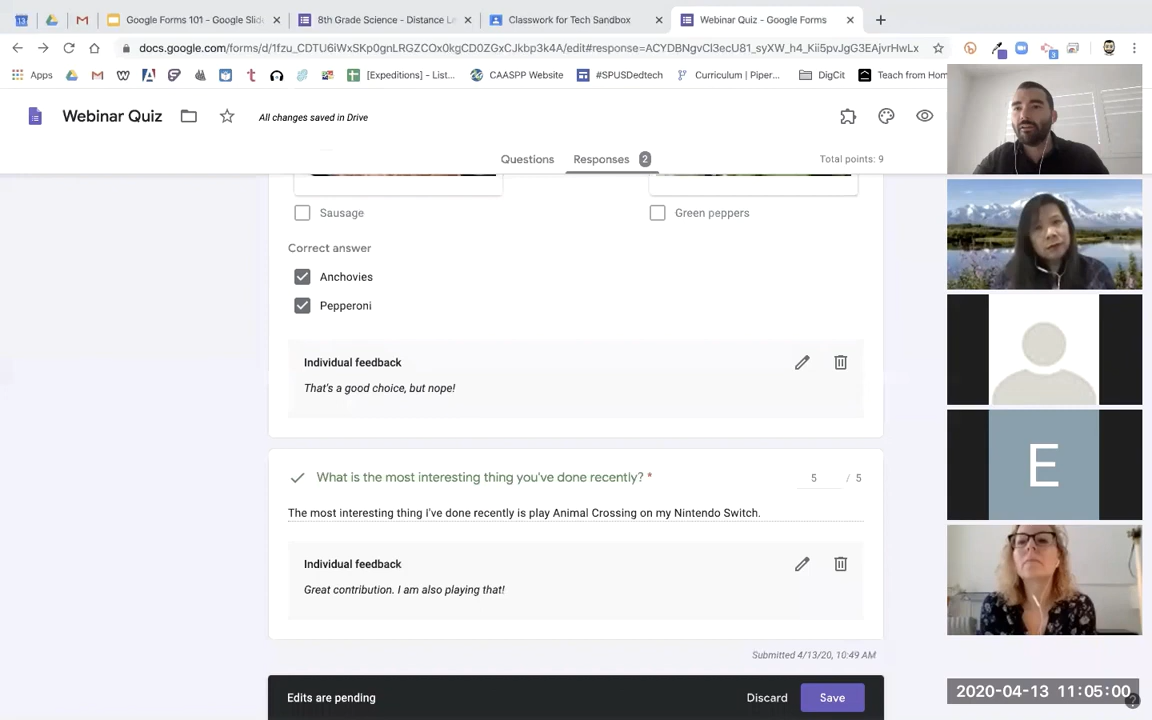 Google Forms 101 - Google Slid
8th Grade Science - Distance Le
Classwork for Tech Sandbox
Webinar Quiz - Google Forms
docs.google.com/forms/d/1fzu_CDTU6iWxSKp0gnLRGZCOx0kgCD0ZGxCJkbp3k4A/edit#response=ACYDBNgvCl3ecU81_syXW_h4_Kii5pvJgG3EAjvrHwLx
Apps
[Expeditions] - List...
CAASPP Website
#SPUSDedtech
Curriculum | Piper...
DigCit
Teach from Hom
Webinar Quiz
All changes saved in Drive
Questions
Responses 2
Total points: 9
Sausage
Green peppers
Correct answer
Anchovies
Pepperoni
Individual feedback
That's a good choice, but nope!
What is the most interesting thing you've done recently? *
5 / 5
The most interesting thing I've done recently is play Animal Crossing on my Nintendo Switch.
Individual feedback
Great contribution. I am also playing that!
Submitted 4/13/20, 10:49 AM
Edits are pending
Discard
Save
E
2020-04-13 11:05:00